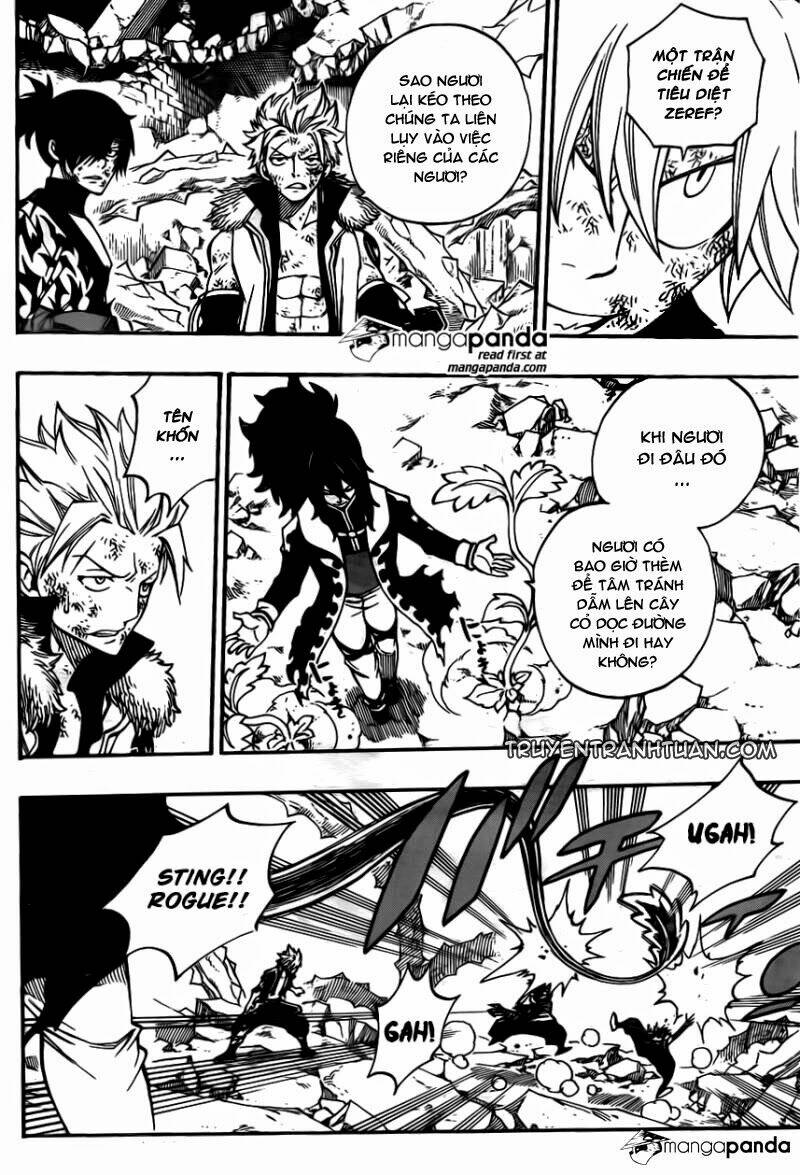 MỘT TRẬN
CHIẾN ĐỂ
TIÊU DIỆT
ZEREF?
SAO NGƯƠI
LẠI KÉO THEO
CHÚNG TA LIÊN
LỤY VÀO VIỆC
RIÊNG CỦA CÁC
NGƯƠI?
mangapanda
read first at
mangapanda.com
TÊN
KHỐN
...
KHI NGƯƠI
ĐI ĐÂU ĐÓ
...
NGƯƠI CÓ
BAO GIỜ THÈM
ĐỂ TÂM TRÁNH
DẪM LÊN CÂY
CỎ DỌC ĐƯỜNG
MÌNH ĐI HAY
KHÔNG?
TRUYENTRANHTUAN.COM
STING!!
ROGUE!!
UGAH!
GAH!
mangapanda